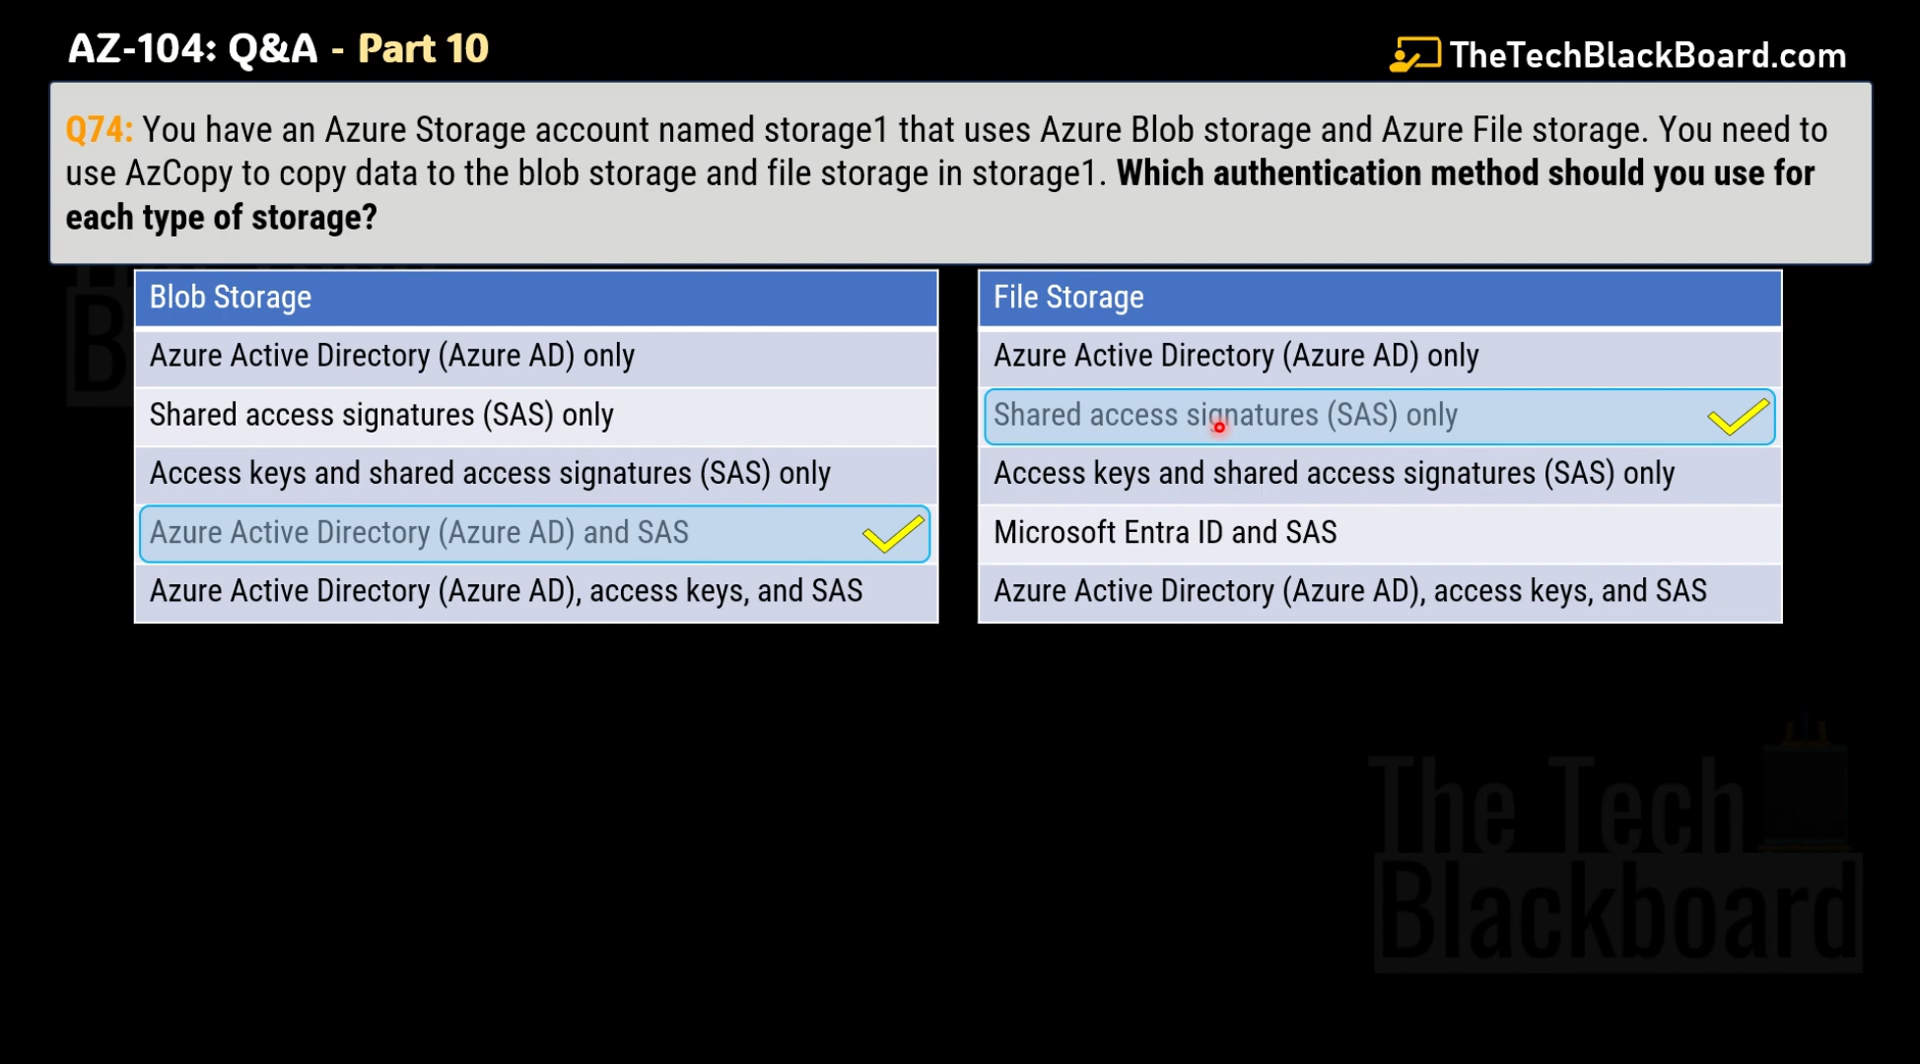 AZ-104: Q&A - Part 10
TheTechBlackBoard.com
Q74: You have an Azure Storage account named storage1 that uses Azure Blob storage and Azure File storage. You need to
use AzCopy to copy data to the blob storage and file storage in storage1. Which authentication method should you use for
each type of storage?
Blob Storage
Azure Active Directory (Azure AD) only
Shared access signatures (SAS) only
Access keys and shared access signatures (SAS) only
Azure Active Directory (Azure AD) and SAS
Azure Active Directory (Azure AD), access keys, and SAS
File Storage
Azure Active Directory (Azure AD) only
Shared access signatures (SAS) only
Access keys and shared access signatures (SAS) only
Microsoft Entra ID and SAS
Azure Active Directory (Azure AD), access keys, and SAS
The Tech
Blackboard